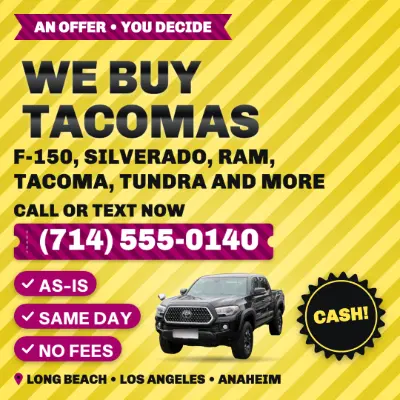 AN OFFER • YOU DECIDE
WE BUY
TACOMAS
F-150, SILVERADO, RAM,
TACOMA, TUNDRA AND MORE
CALL OR TEXT NOW
(714) 555-0140
AS-IS
SAME DAY
NO FEES
CASH!
LONG BEACH • LOS ANGELES • ANAHEIM